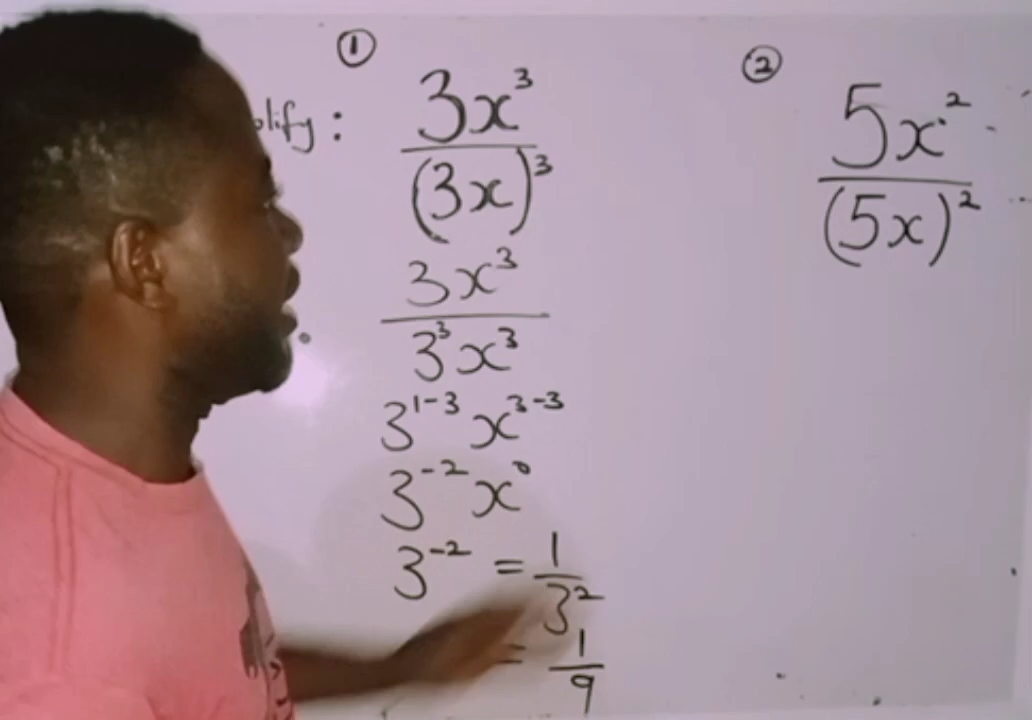 ①
②
: 3x³/(3x)³
5x²/(5x)²
3x³/3³x³
3¹⁻³ x³⁻³
3⁻² x⁰
3⁻² = 1/3²
= 1/9